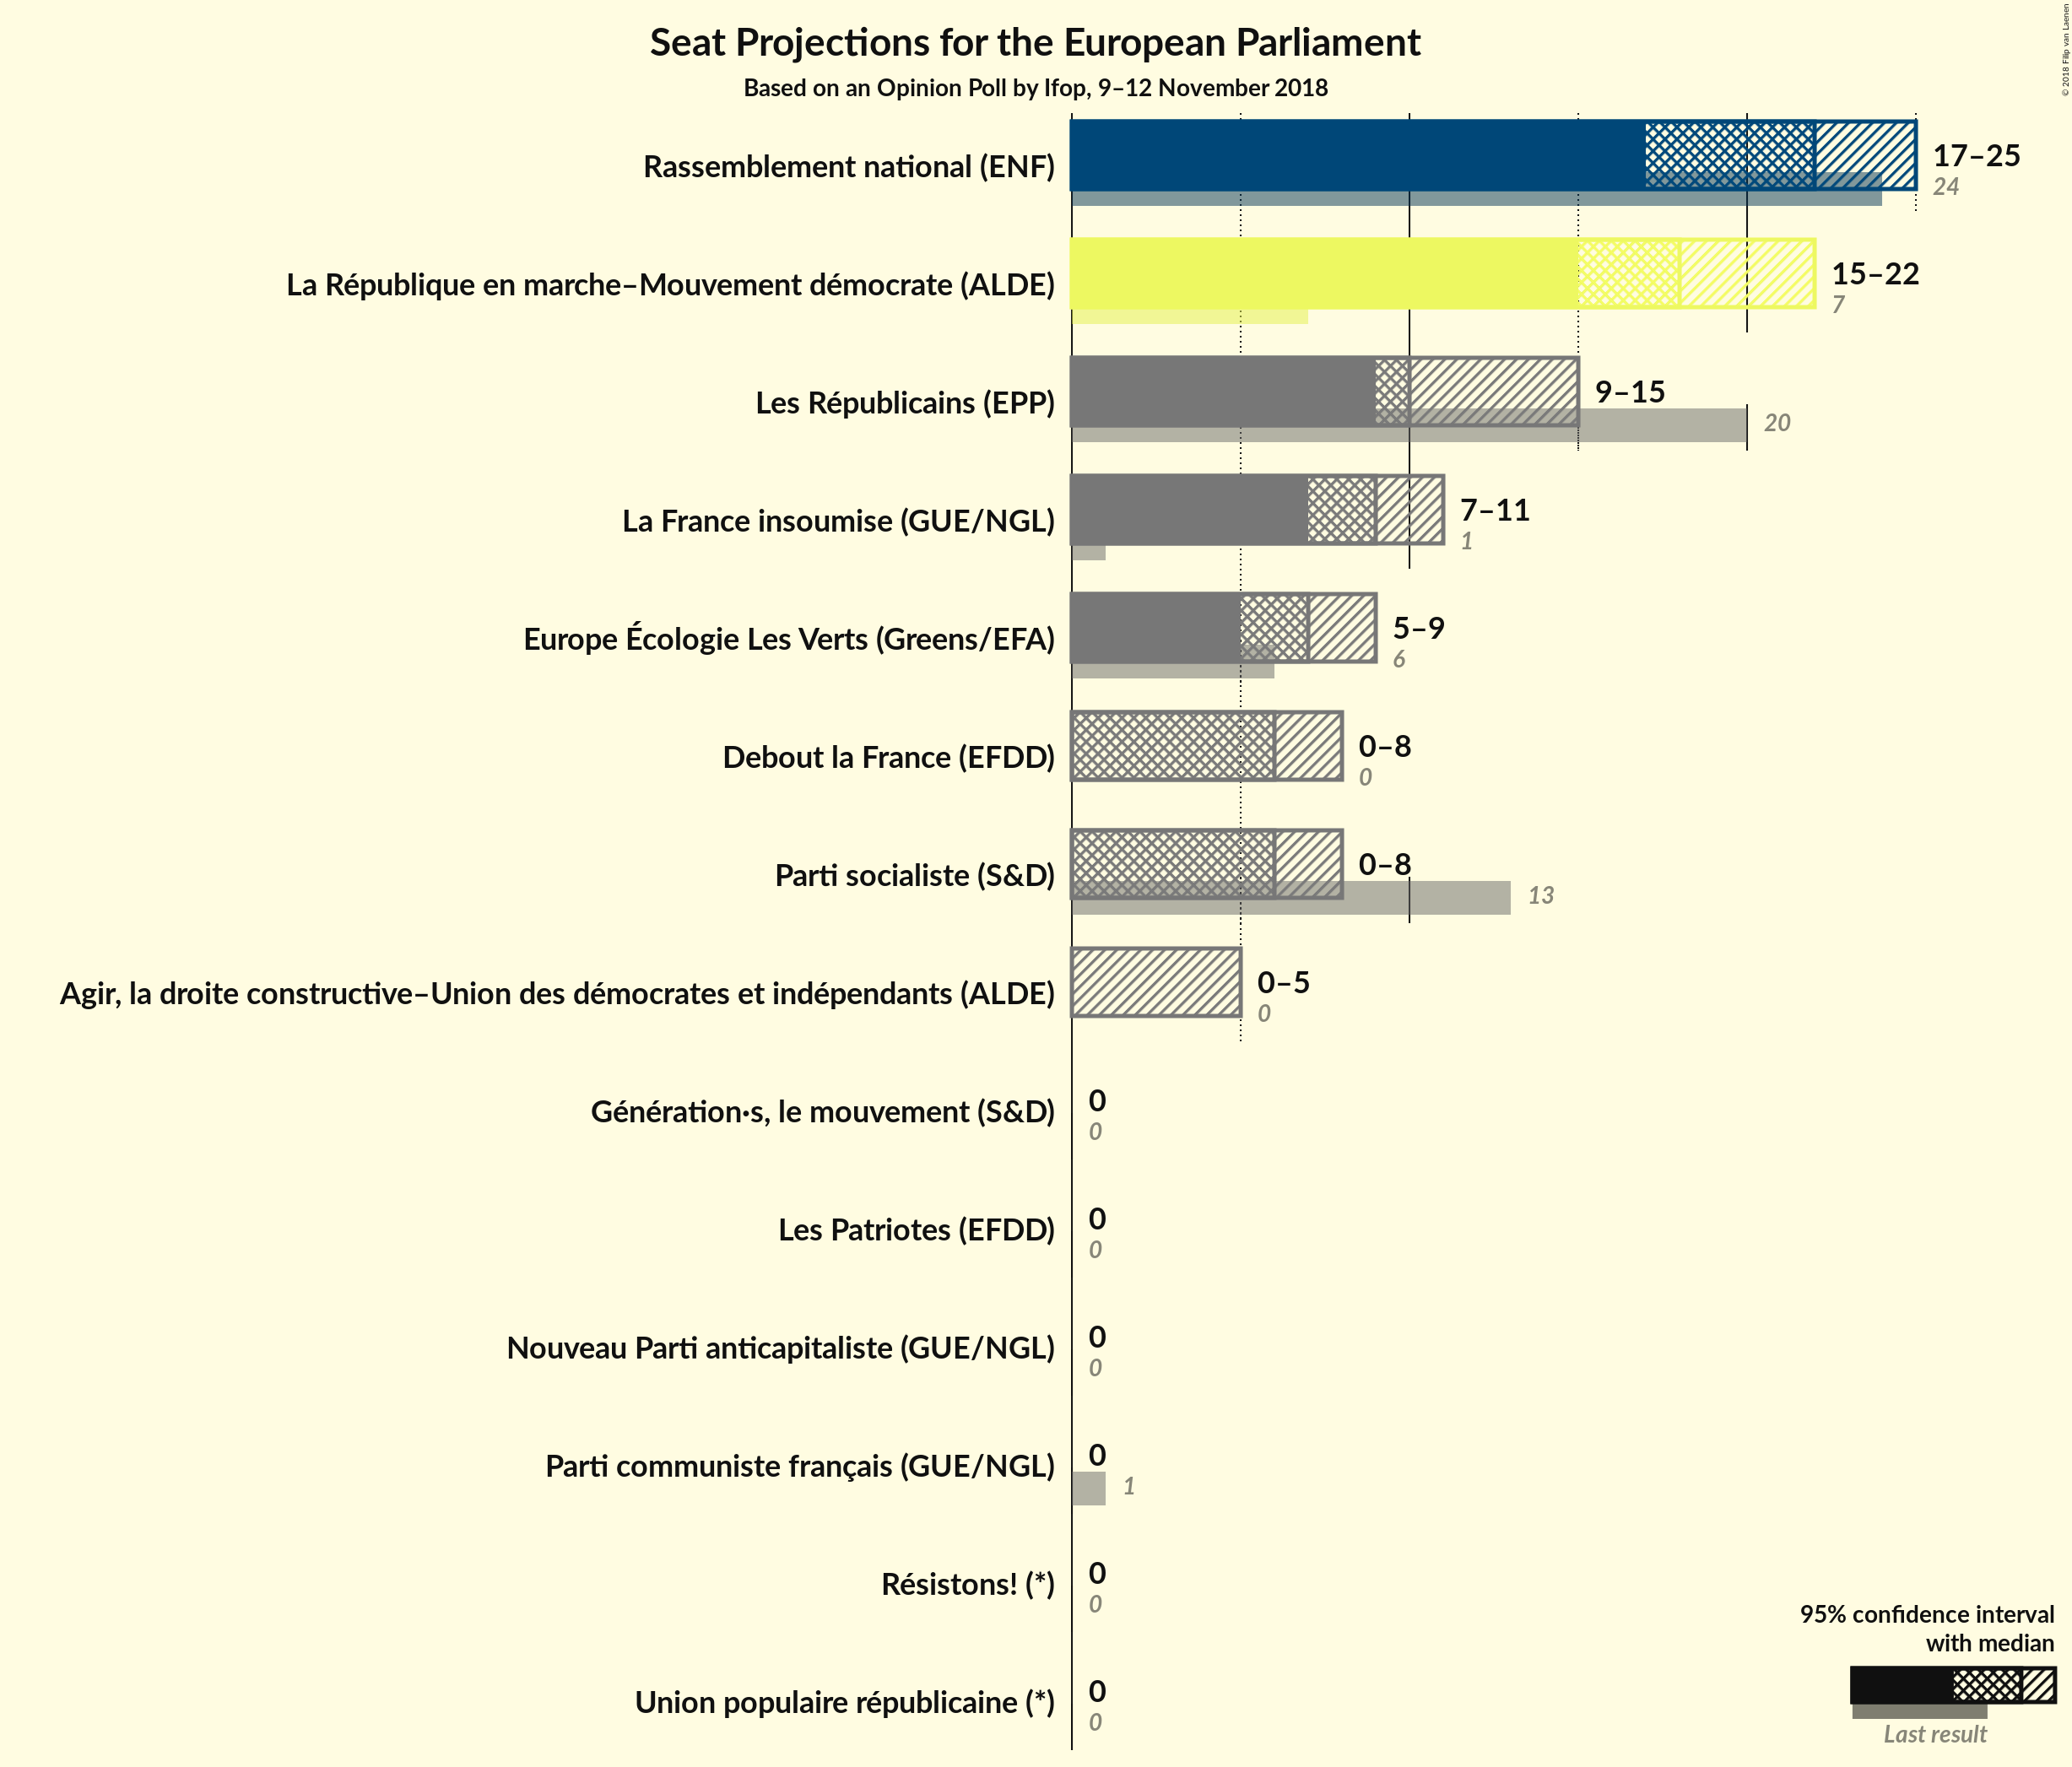 Seat Projections for the European Parliament
Based on an Opinion Poll by Ifop, 9–12 November 2018
© 2018 Filip van Laenen
Rassemblement national (ENF)
17–25
24
La République en marche–Mouvement démocrate (ALDE)
15–22
7
Les Républicains (EPP)
9–15
20
La France insoumise (GUE/NGL)
7–11
1
Europe Écologie Les Verts (Greens/EFA)
5–9
6
Debout la France (EFDD)
0–8
0
Parti socialiste (S&D)
0–8
13
Agir, la droite constructive–Union des démocrates et indépendants (ALDE)
0–5
0
Génération·s, le mouvement (S&D)
0
0
Les Patriotes (EFDD)
0
0
Nouveau Parti anticapitaliste (GUE/NGL)
0
0
Parti communiste français (GUE/NGL)
0
1
Résistons! (*)
0
0
Union populaire républicaine (*)
0
0
95% confidence interval
with median
Last result